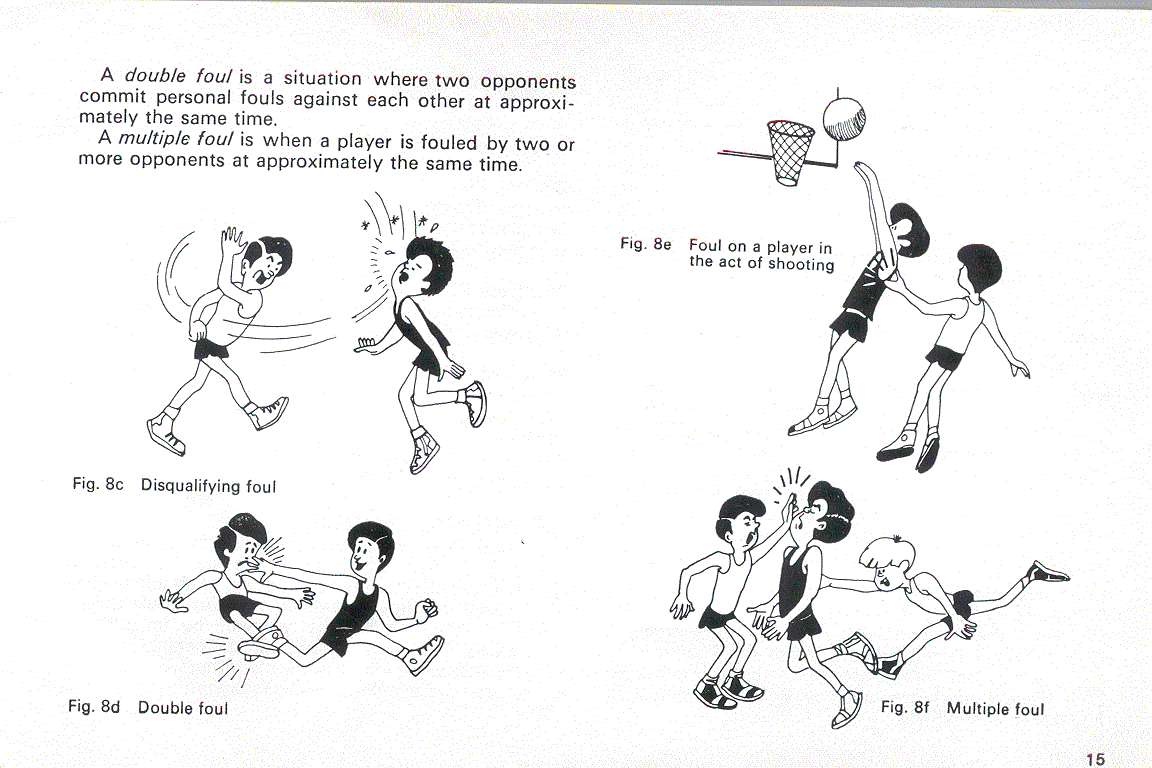 A double foul is a situation where two opponents
commit personal fouls against each other at approxi-
mately the same time.
A multiple foul is when a player is fouled by two or
more opponents at approximately the same time.
Fig. 8c Disqualifying foul
Fig. 8d Double foul
Fig. 8e Foul on a player in
the act of shooting
Fig. 8f Multiple foul
15